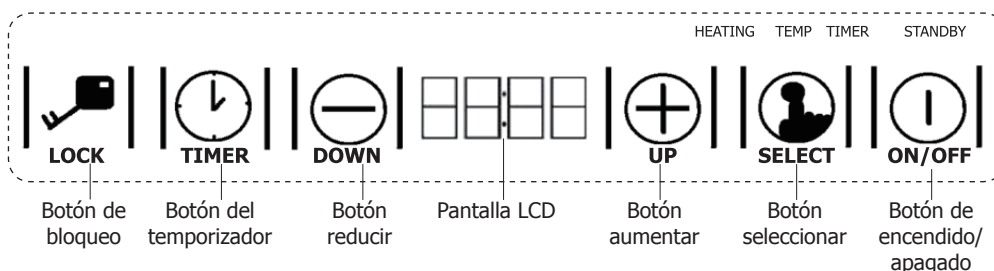 HEATING TEMP TIMER STANDBY
LOCK TIMER DOWN UP SELECT ON/OFF
Botón de bloqueo
Botón del temporizador
Botón reducir
Pantalla LCD
Botón aumentar
Botón seleccionar
Botón de encendido/ apagado